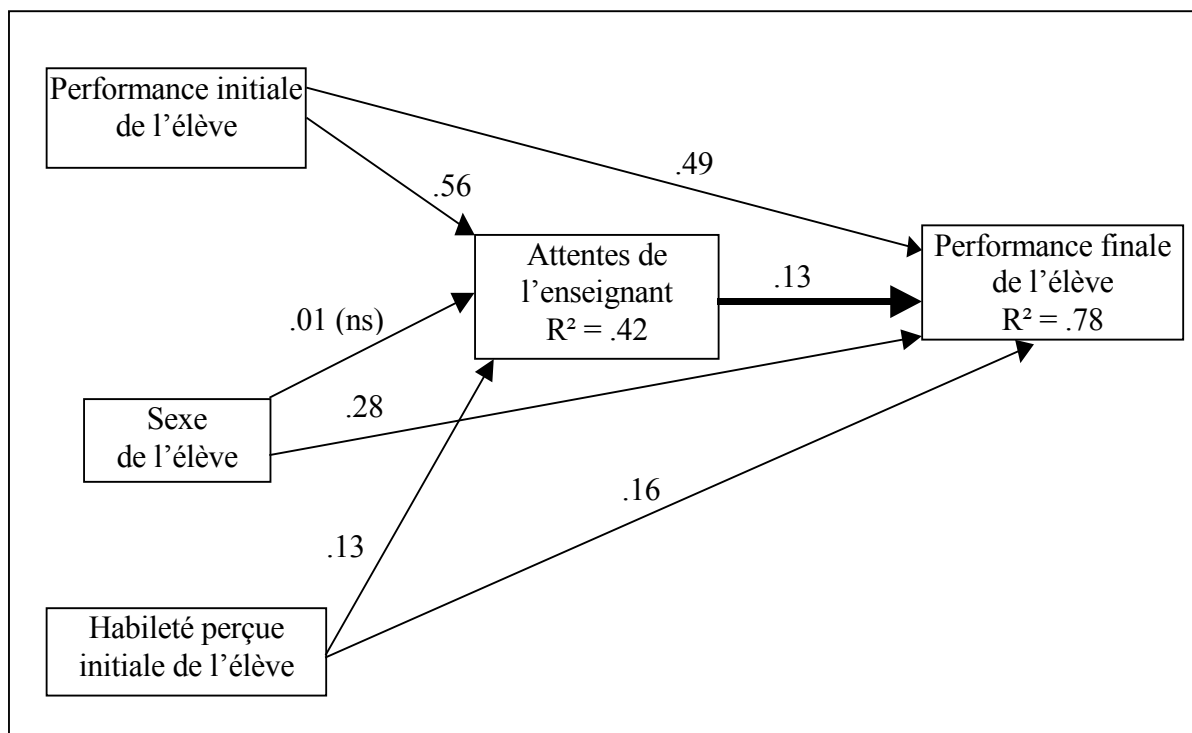 Performance initiale
de l’élève
.49
.56
Attentes de
l’enseignant
R² = .42
.13
Performance finale
de l’élève
R² = .78
.01 (ns)
Sexe
de l’élève
.28
.16
.13
Habileté perçue
initiale de l’élève